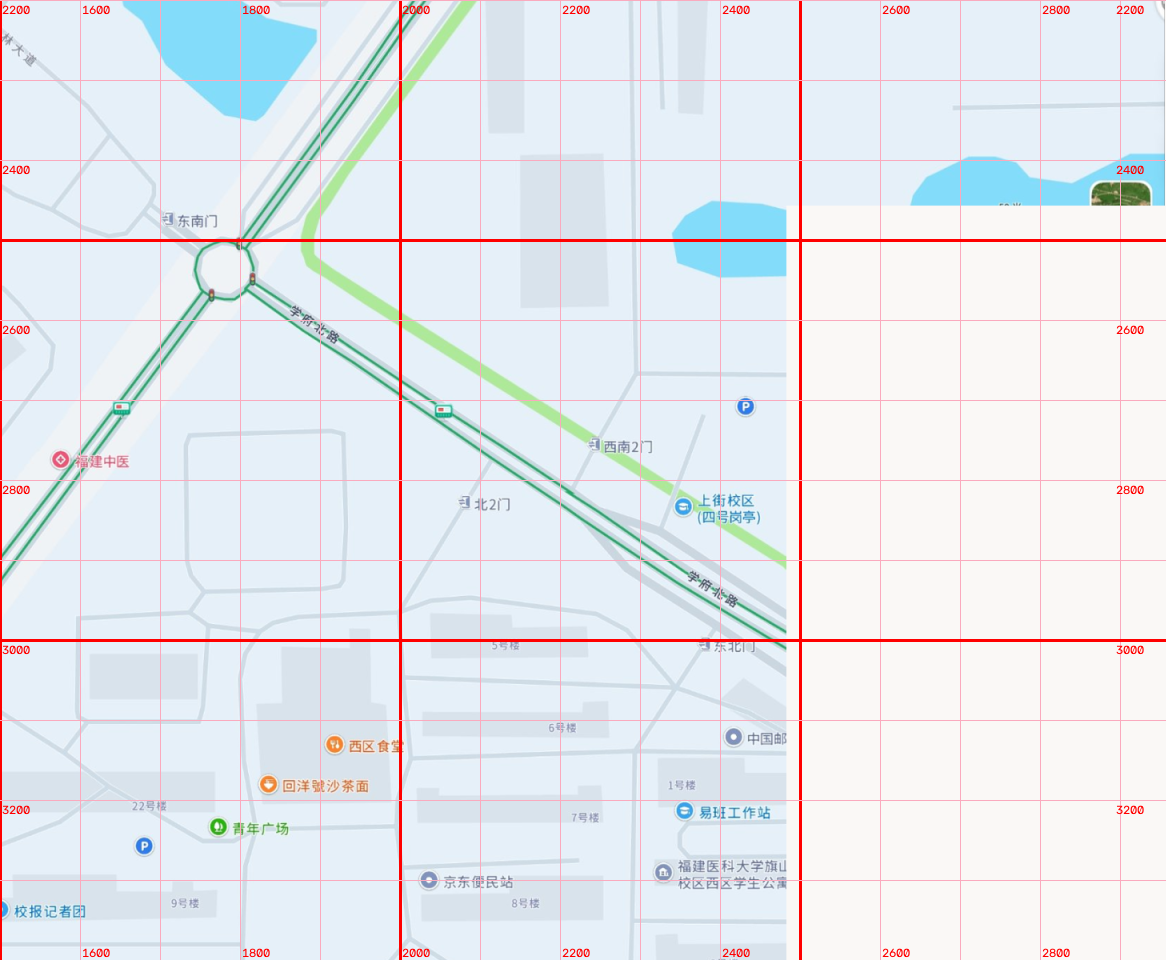 2200
1800
2000
2200
2400
2600
2800
2200
林大道
2400
2400
东南门
2600
2600
学府北路
西南2门
福建中医
2800
2800
北2门
上街校区
(四号岗亭)
学府北路
3000
3000
5号楼
东北门
6号楼
中国邮
西区食堂
回洋號沙茶面
1号楼
3200
22号楼
3200
7号楼
易班工作站
青年广场
P
P
福建医科大学旗山
校区西区学生公寓
京东便民站
9号楼
8号楼
校报记者团
1600
1800
2000
2200
2400
2600
2800
1600